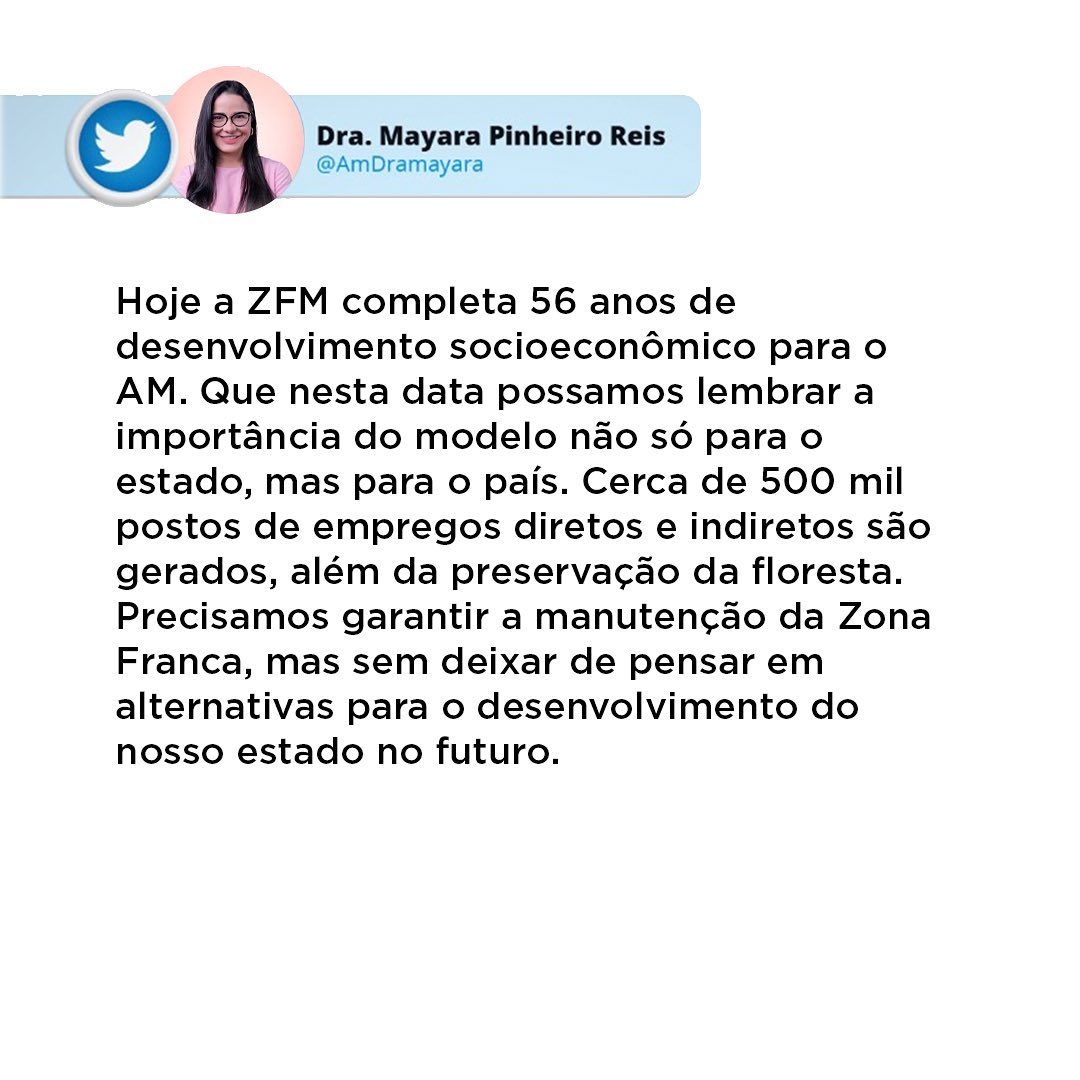 Dra. Mayara Pinheiro Reis
@AmDramayara
Hoje a ZFM completa 56 anos de
desenvolvimento socioeconômico para o
AM. Que nesta data possamos lembrar a
importância do modelo não só para o
estado, mas para o país. Cerca de 500 mil
postos de empregos diretos e indiretos são
gerados, além da preservação da floresta.
Precisamos garantir a manutenção da Zona
Franca, mas sem deixar de pensar em
alternativas para o desenvolvimento do
nosso estado no futuro.